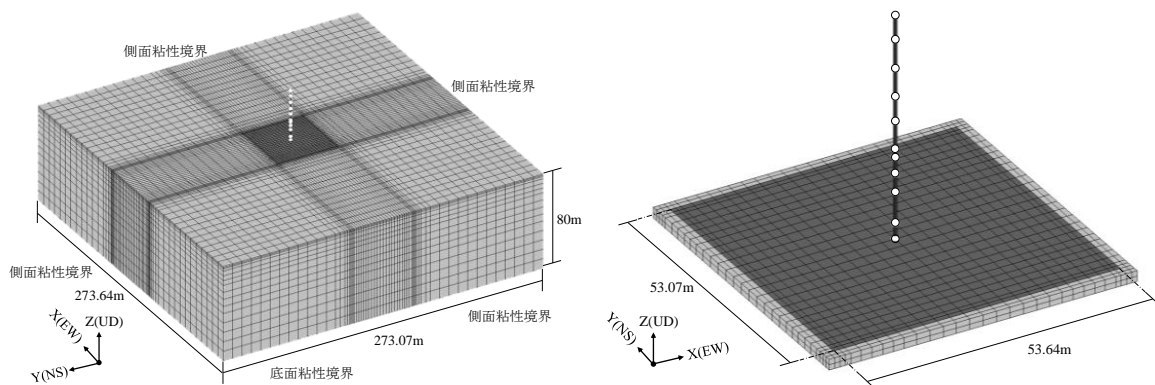 側面粘性境界
側面粘性境界
80m
側面粘性境界
273.64m
X(EW)
Z(UD)
Y(NS)
273.07m
側面粘性境界
底面粘性境界
53.07m
Y(NS)
Z(UD)
X(EW)
53.64m